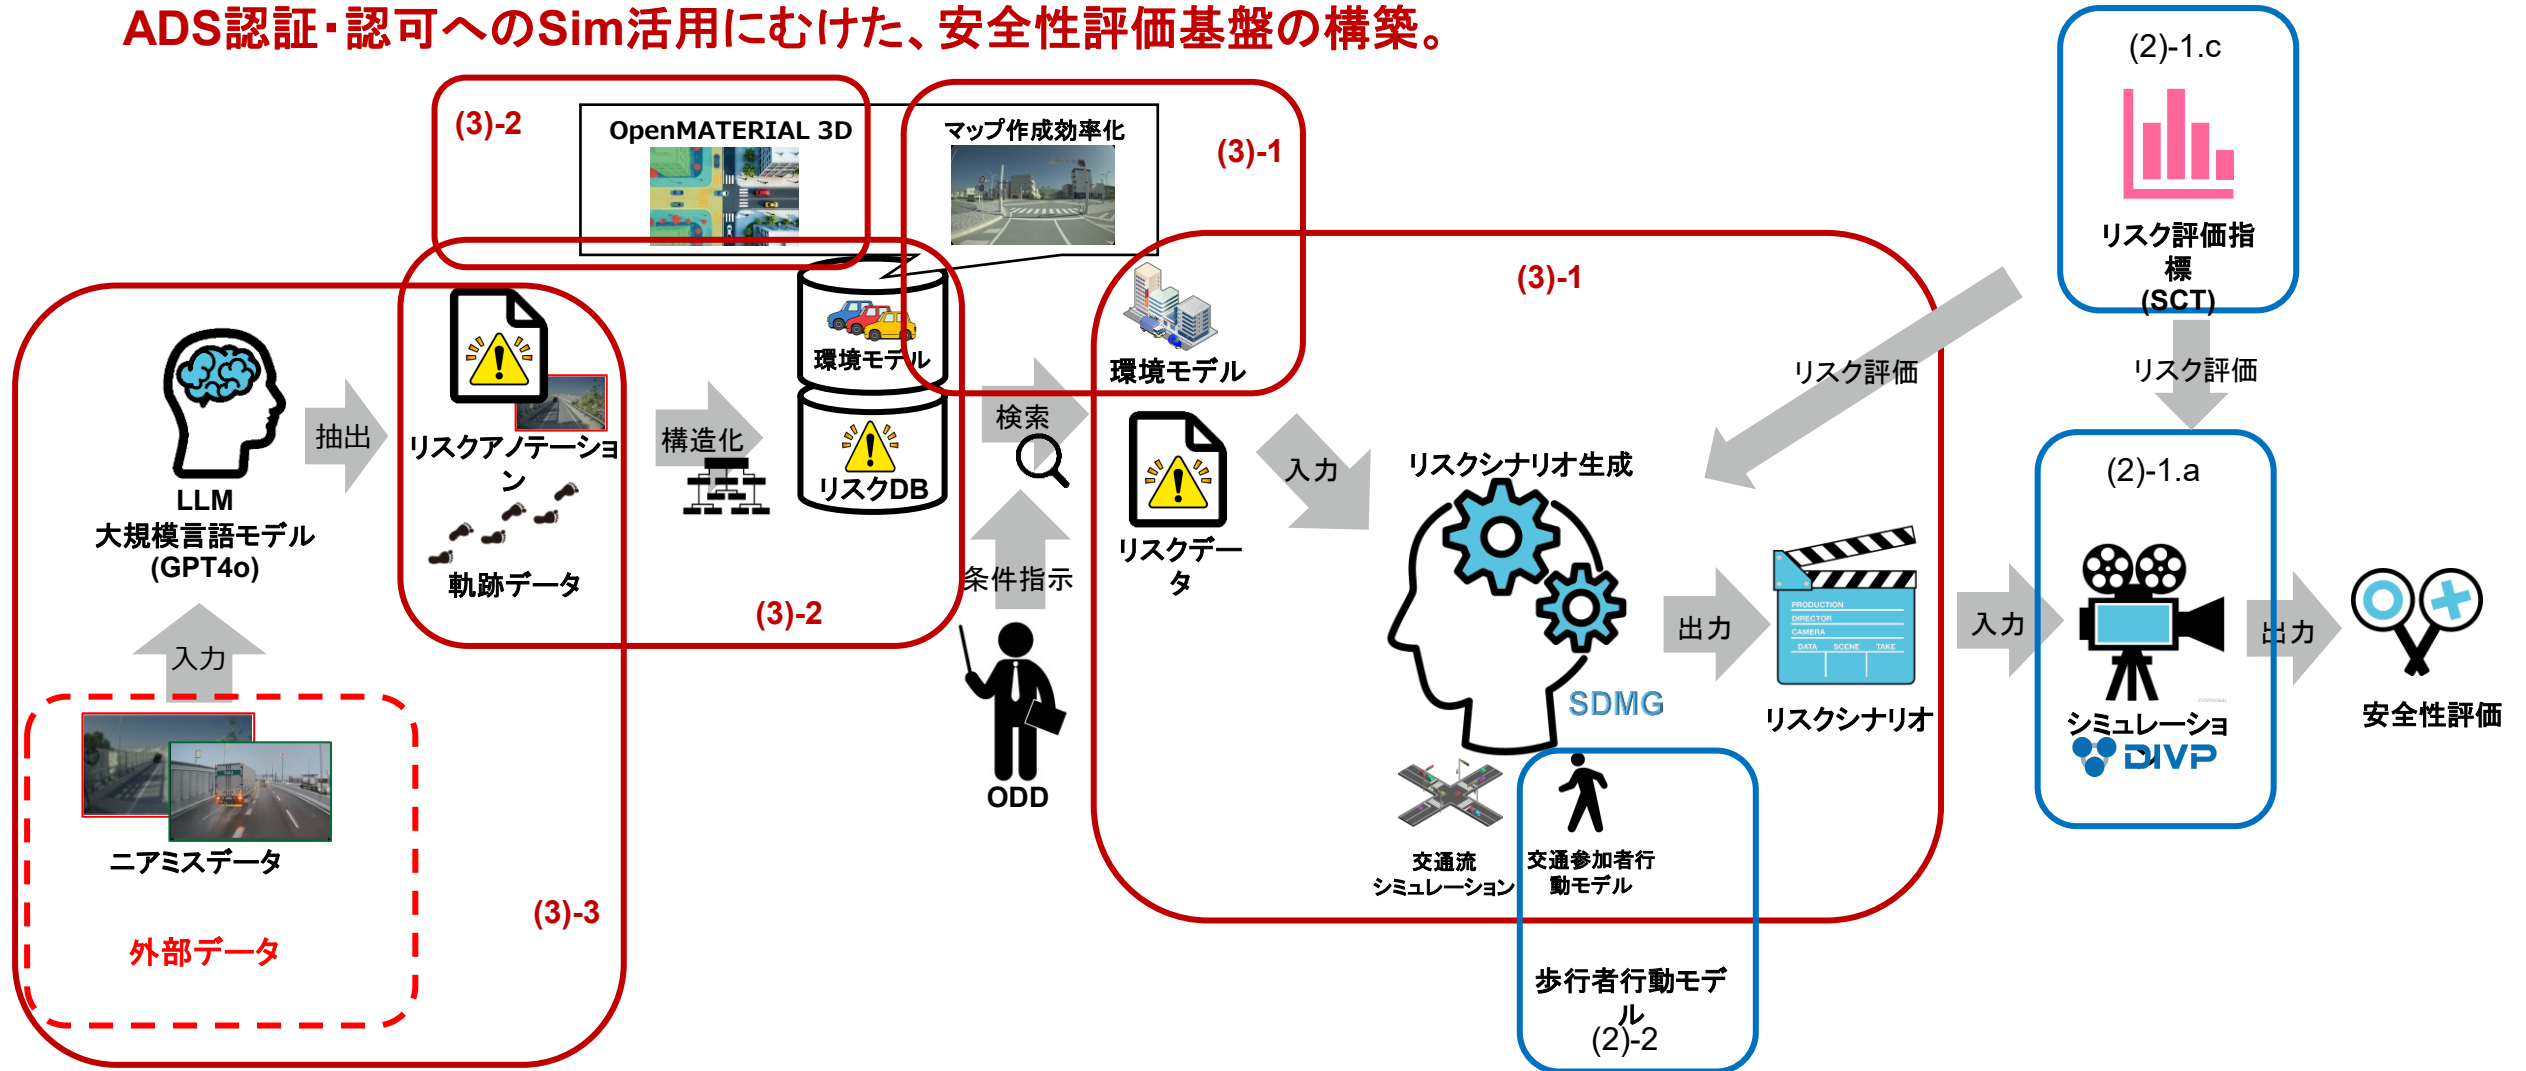 ADS認証・認可へのSim活用にむけた、安全性評価基盤の構築。
(2)-1.c
リスク評価指
標
(SCT)
(3)-2
OpenMATERIAL 3D
マップ作成効率化
(3)-1
(3)-1
環境モデル
環境モデル
リスク評価
リスク評価
LLM
大規模言語モデル
(GPT4o)
抽出
リスクアノテーショ
ン
軌跡データ
構造化
リスクDB
(3)-2
検索
条件指示
ODD
リスクデー
タ
入力
リスクシナリオ生成
SDMG
出力
PRODUCTION
DIRECTOR
CAMERA
DATA SCENE TAKE
リスクシナリオ
入力
(2)-1.a
シミュレーショ
ン
DIVP
出力
安全性評価
入力
ニアミスデータ
外部データ
(3)-3
交通流
シミュレーション
交通参加者行
動モデル
歩行者行動モデ
ル
(2)-2